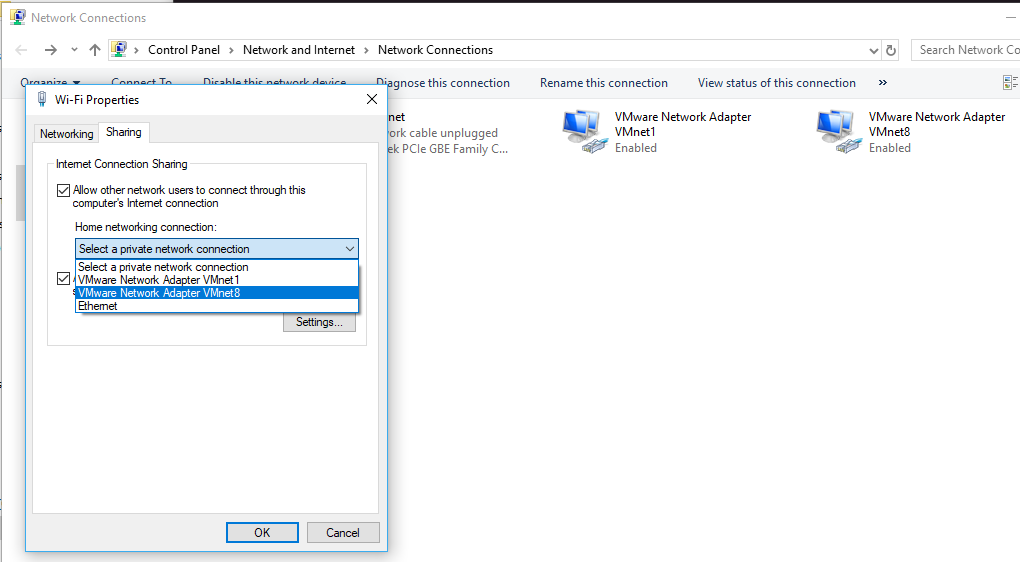 Network Connections
Control Panel > Network and Internet > Network Connections
Search Network Co
Organize
Connect To
Disable this network device
Diagnose this connection
Rename this connection
View status of this connection
»
Wi-Fi Properties
Networking
Sharing
Internet Connection Sharing
Allow other network users to connect through this
computer's Internet connection
Home networking connection:
Select a private network connection
Select a private network connection
VMware Network Adapter VMnet1
VMware Network Adapter VMnet8
Ethernet
Settings...
OK
Cancel
net
ork cable unplugged
ek PCIe GBE Family C...
VMware Network Adapter
VMnet1
Enabled
VMware Network Adapter
VMnet8
Enabled